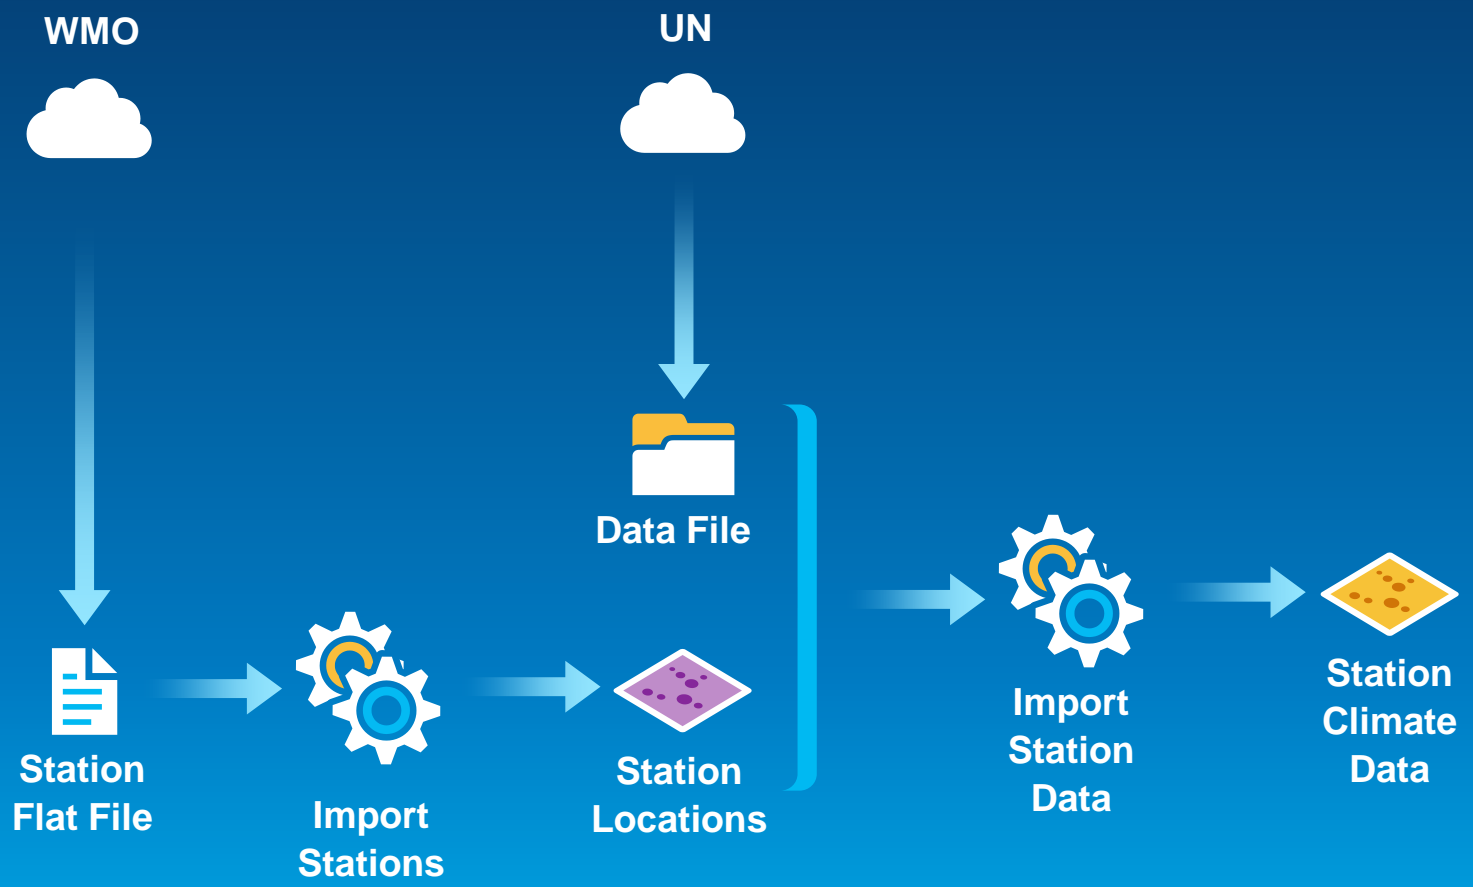 WMO
UN
Data File
Station
Flat File
Import
Stations
Station
Locations
Import
Station
Data
Station
Climate
Data